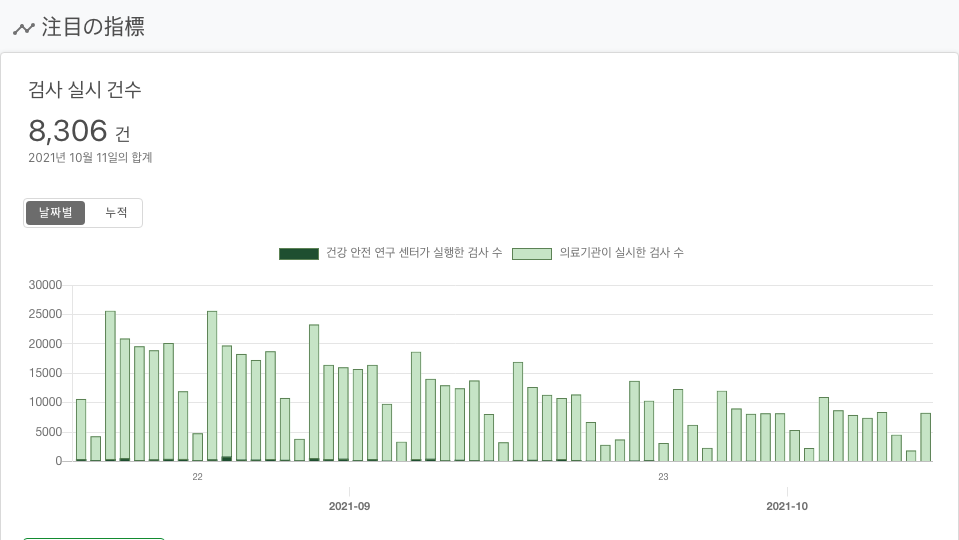 注目の指標
검사 실시 건수
8,306 건
2021년 10월 11일의 합계
날짜별 누적
건강 안전 연구 센터가 실행한 검사 수 의료기관이 실시한 검사 수
30000
25000
20000
15000
10000
5000
0
22 23
2021-09 2021-10